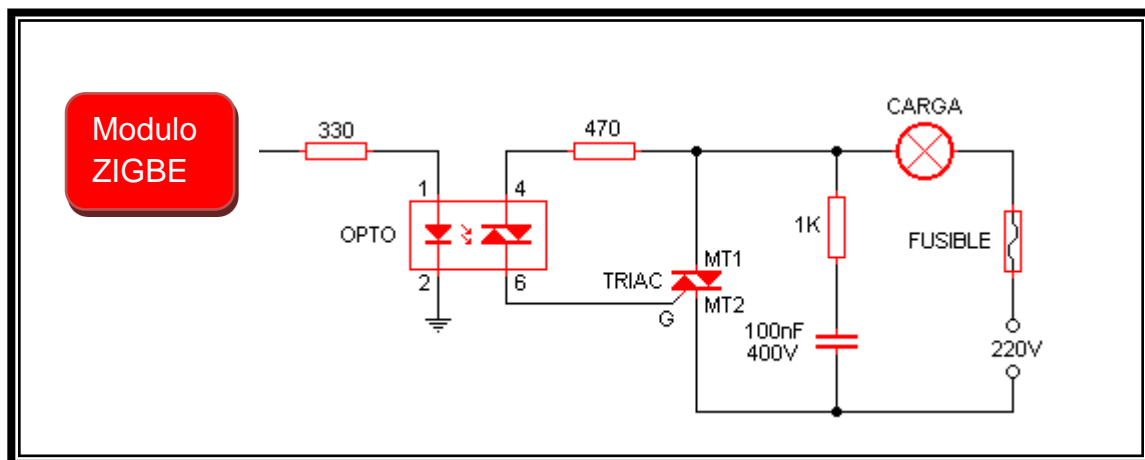 Modulo
ZIGBE
330
470
CARGA
1
4
OPTO
2
6
TRIAC
MT1
MT2
G
1K
FUSIBLE
100nF
400V
220V